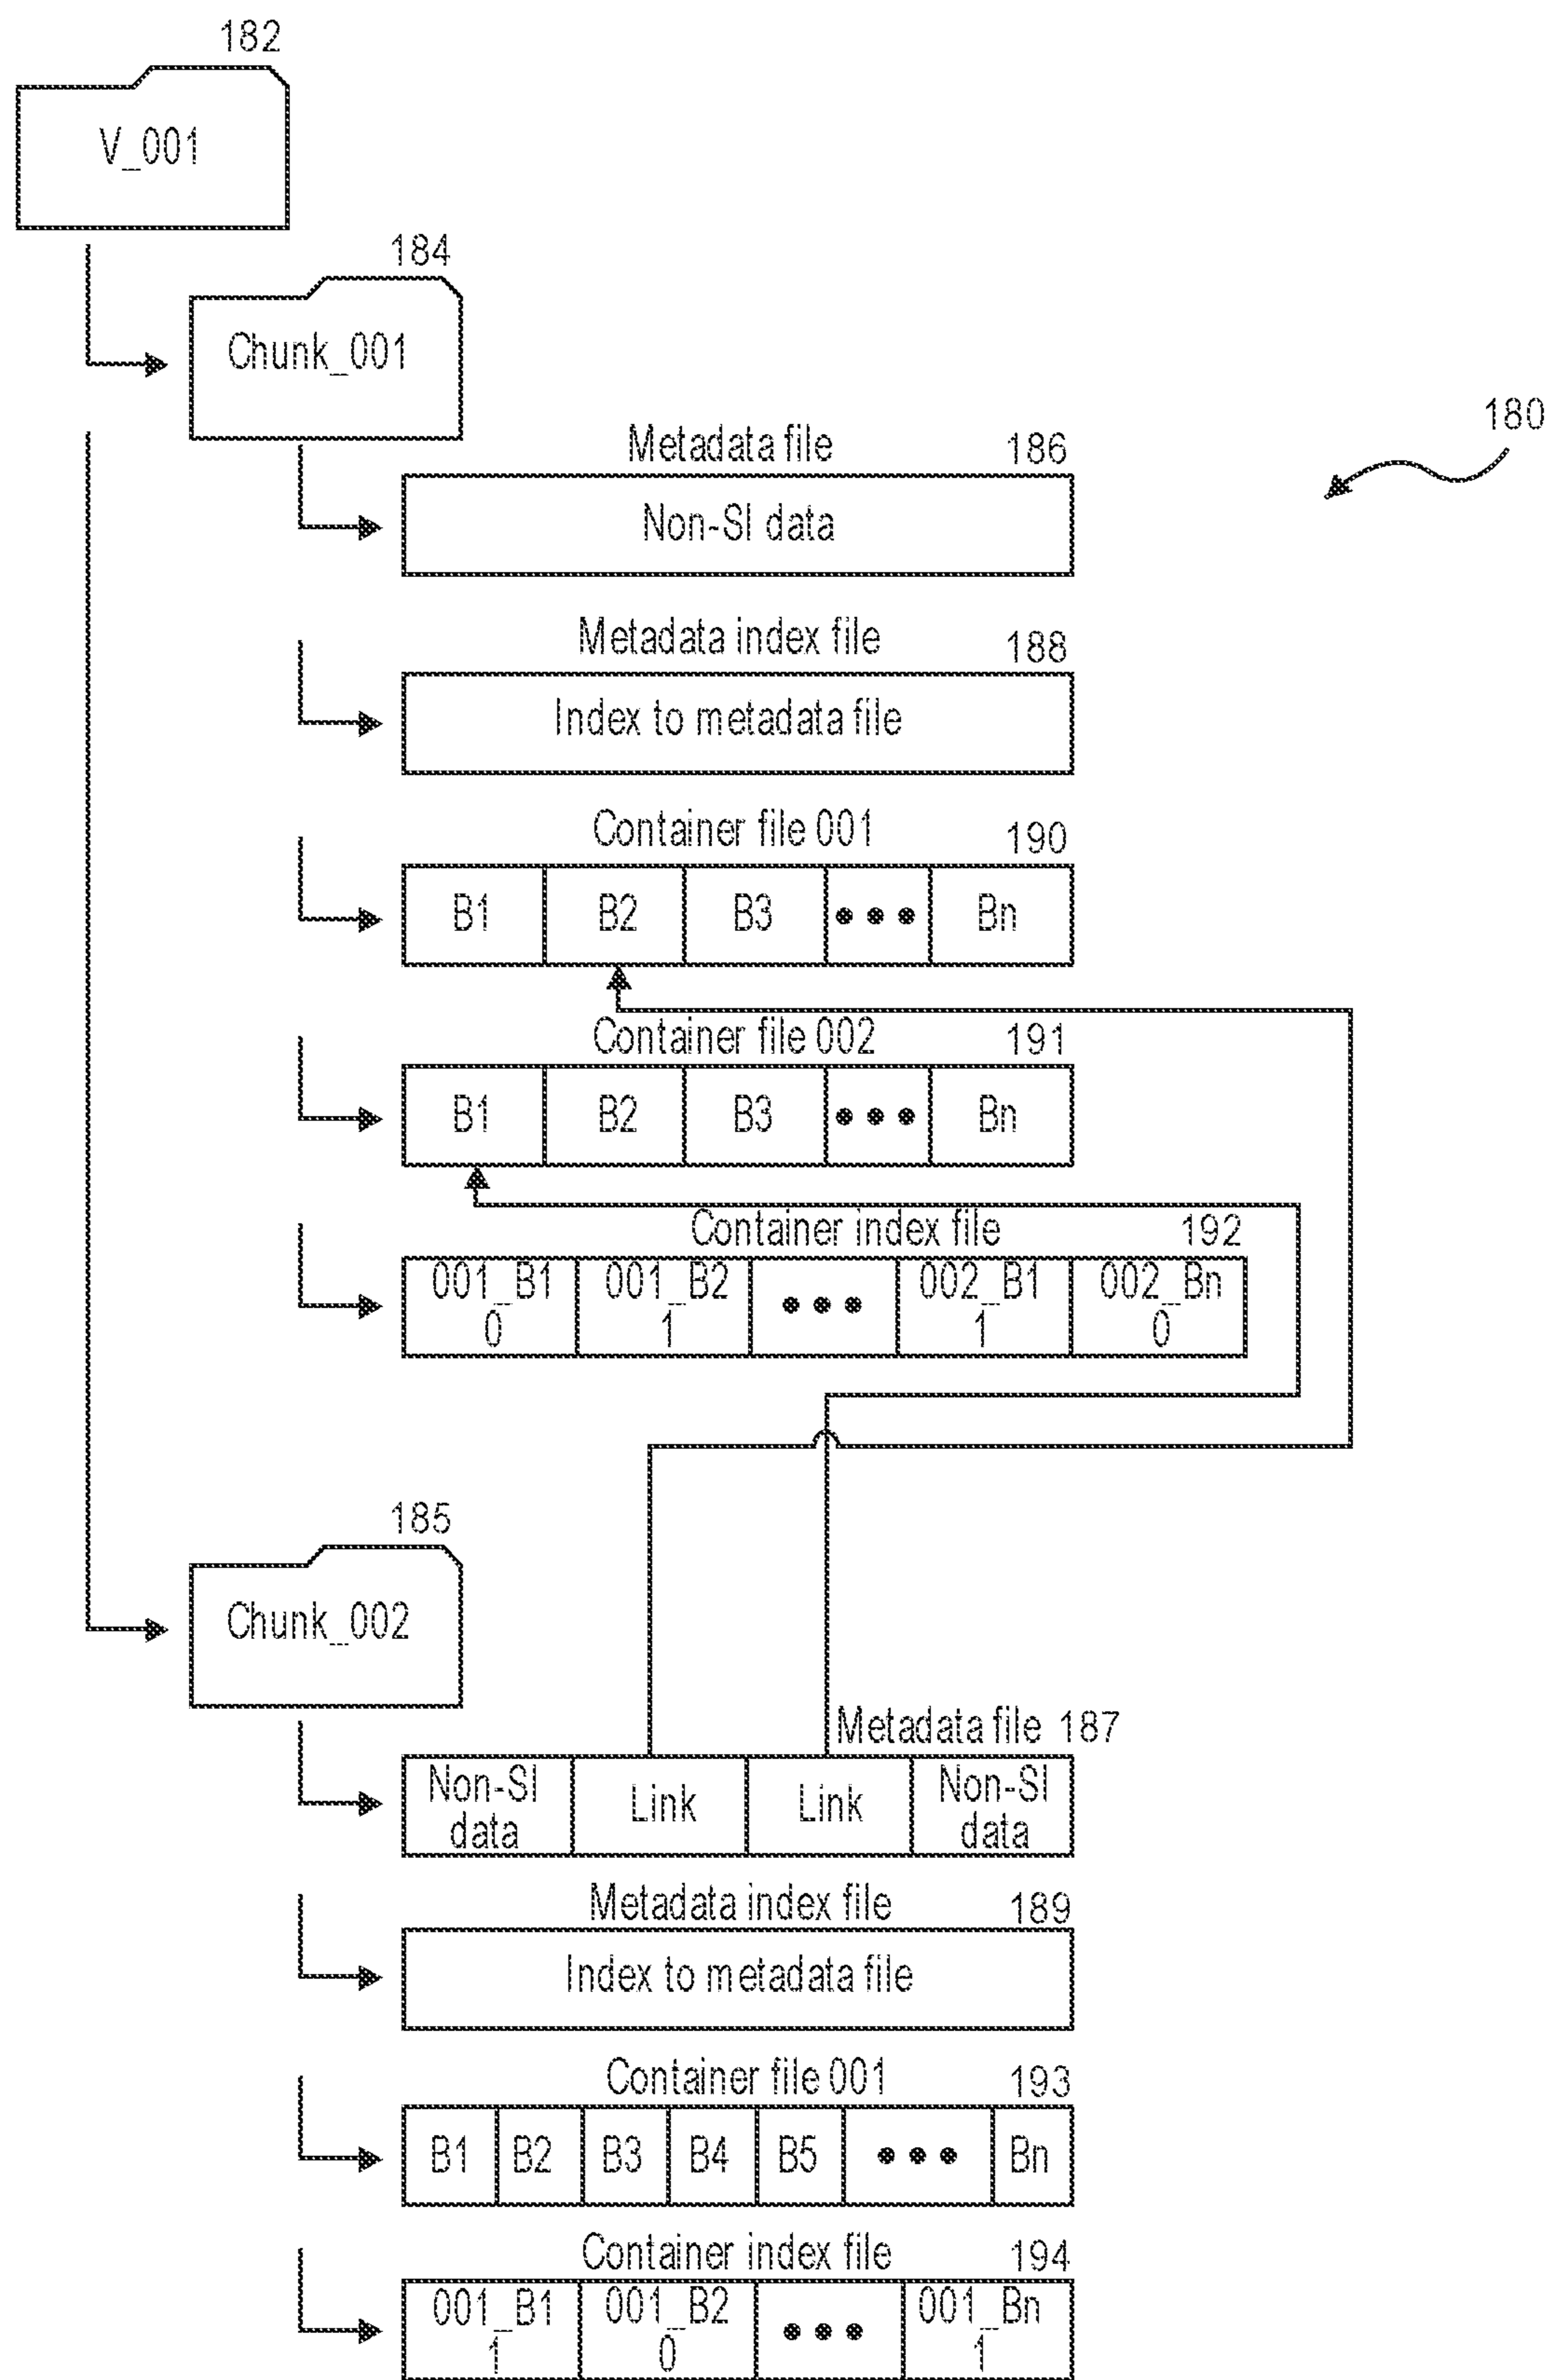 182
V_001
184
Chunk_001
180
Metadata file 186
Non-SI data
Metadata index file 188
Index to metadata file
Container file 001 190
B1 B2 B3 ••• Bn
Container file 002 191
B1 B2 B3 ••• Bn
Container index file 192
001_B1 001_B2 ••• 002_B1 002_Bn
0 1 1 0
185
Chunk_002
Metadata file 187
Non-SI Link Link Non-SI
data data
Metadata index file 189
Index to metadata file
Container file 001 193
B1 B2 B3 B4 B5 ••• Bn
Container index file 194
001_B1 001_B2 ••• 001_Bn
1 0 1